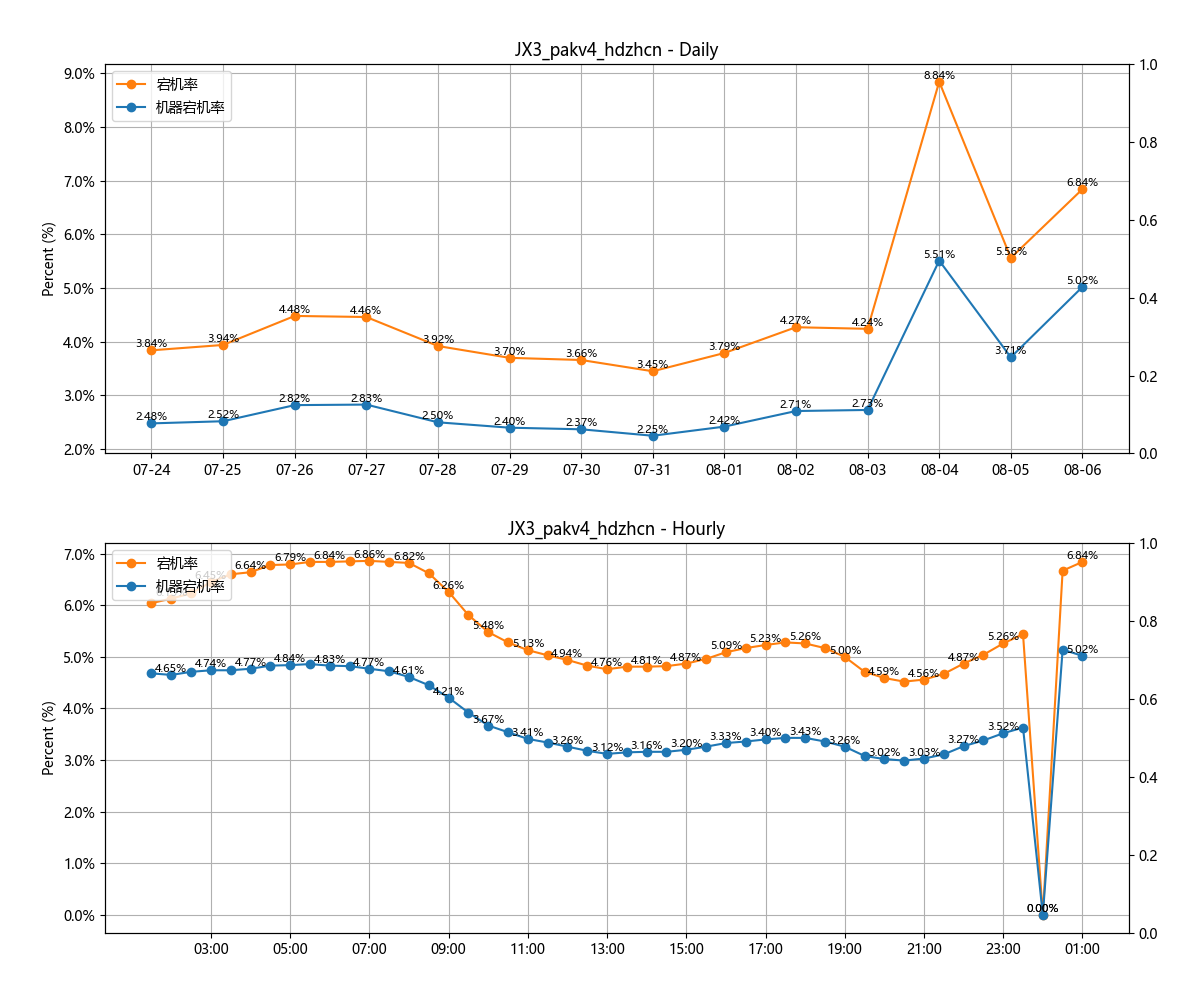 JX3_pakv4_hdzhcn - Daily
宕机率
机器宕机率
Percent (%)
9.0%
8.0%
7.0%
6.0%
5.0%
4.0%
3.0%
2.0%
1.0
0.8
0.6
0.4
0.2
0.0
3.84% 3.94% 4.48% 4.46% 3.92% 3.70% 3.66% 3.45% 3.79% 4.27% 4.24% 8.84% 5.56% 6.84%
2.48% 2.52% 2.82% 2.83% 2.50% 2.40% 2.37% 2.25% 2.42% 2.71% 2.73% 5.51% 3.71% 5.02%
07-24 07-25 07-26 07-27 07-28 07-29 07-30 07-31 08-01 08-02 08-03 08-04 08-05 08-06
JX3_pakv4_hdzhcn - Hourly
宕机率
机器宕机率
Percent (%)
7.0%
6.0%
5.0%
4.0%
3.0%
2.0%
1.0%
0.0%
1.0
0.8
0.6
0.4
0.2
0.0
6.45% 6.64% 6.79% 6.84% 6.86% 6.82% 6.26% 5.48% 5.13% 4.94% 4.76% 4.81% 4.87% 5.09% 5.23% 5.26% 5.00% 4.59% 4.56% 4.87% 5.26% 0.00% 6.84%
4.65% 4.74% 4.77% 4.84% 4.83% 4.77% 4.61% 4.21% 3.67% 3.41% 3.26% 3.12% 3.16% 3.20% 3.33% 3.40% 3.43% 3.26% 3.02% 3.03% 3.27% 3.52% 0.00% 5.02%
03:00 05:00 07:00 09:00 11:00 13:00 15:00 17:00 19:00 21:00 23:00 01:00